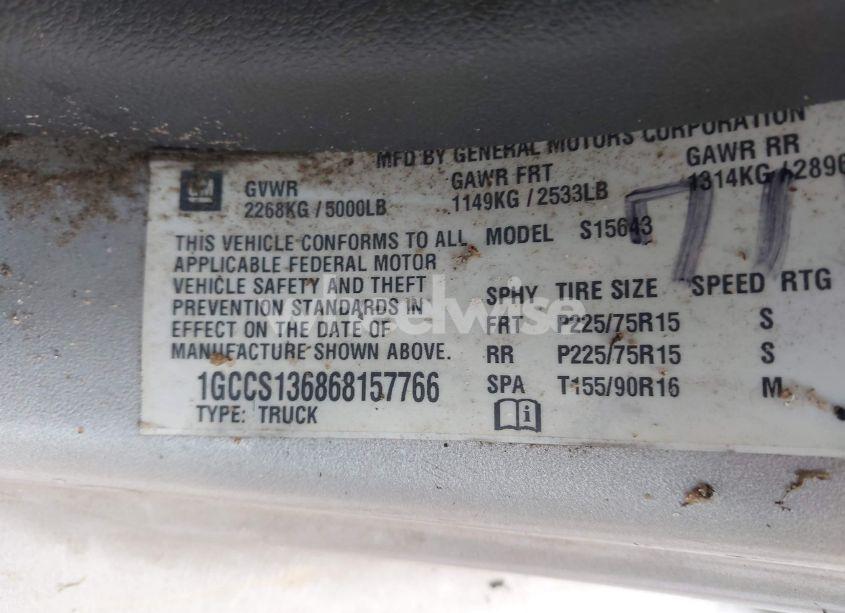 MFD BY GENERAL MOTORS CORPORATION
GVWR GAWR FRT GAWR RR
2268KG / 5000LB 1149KG / 2533LB 1314KG / 2896
THIS VEHICLE CONFORMS TO ALL MODEL S15643
APPLICABLE FEDERAL MOTOR
VEHICLE SAFETY AND THEFT SPHY TIRE SIZE SPEED RTG
PREVENTION STANDARDS IN FRT P225/75R15 S
EFFECT ON THE DATE OF
MANUFACTURE SHOWN ABOVE. RR P225/75R15 S
1GCCS136868157766 SPA T155/90R16 M
TYPE: TRUCK